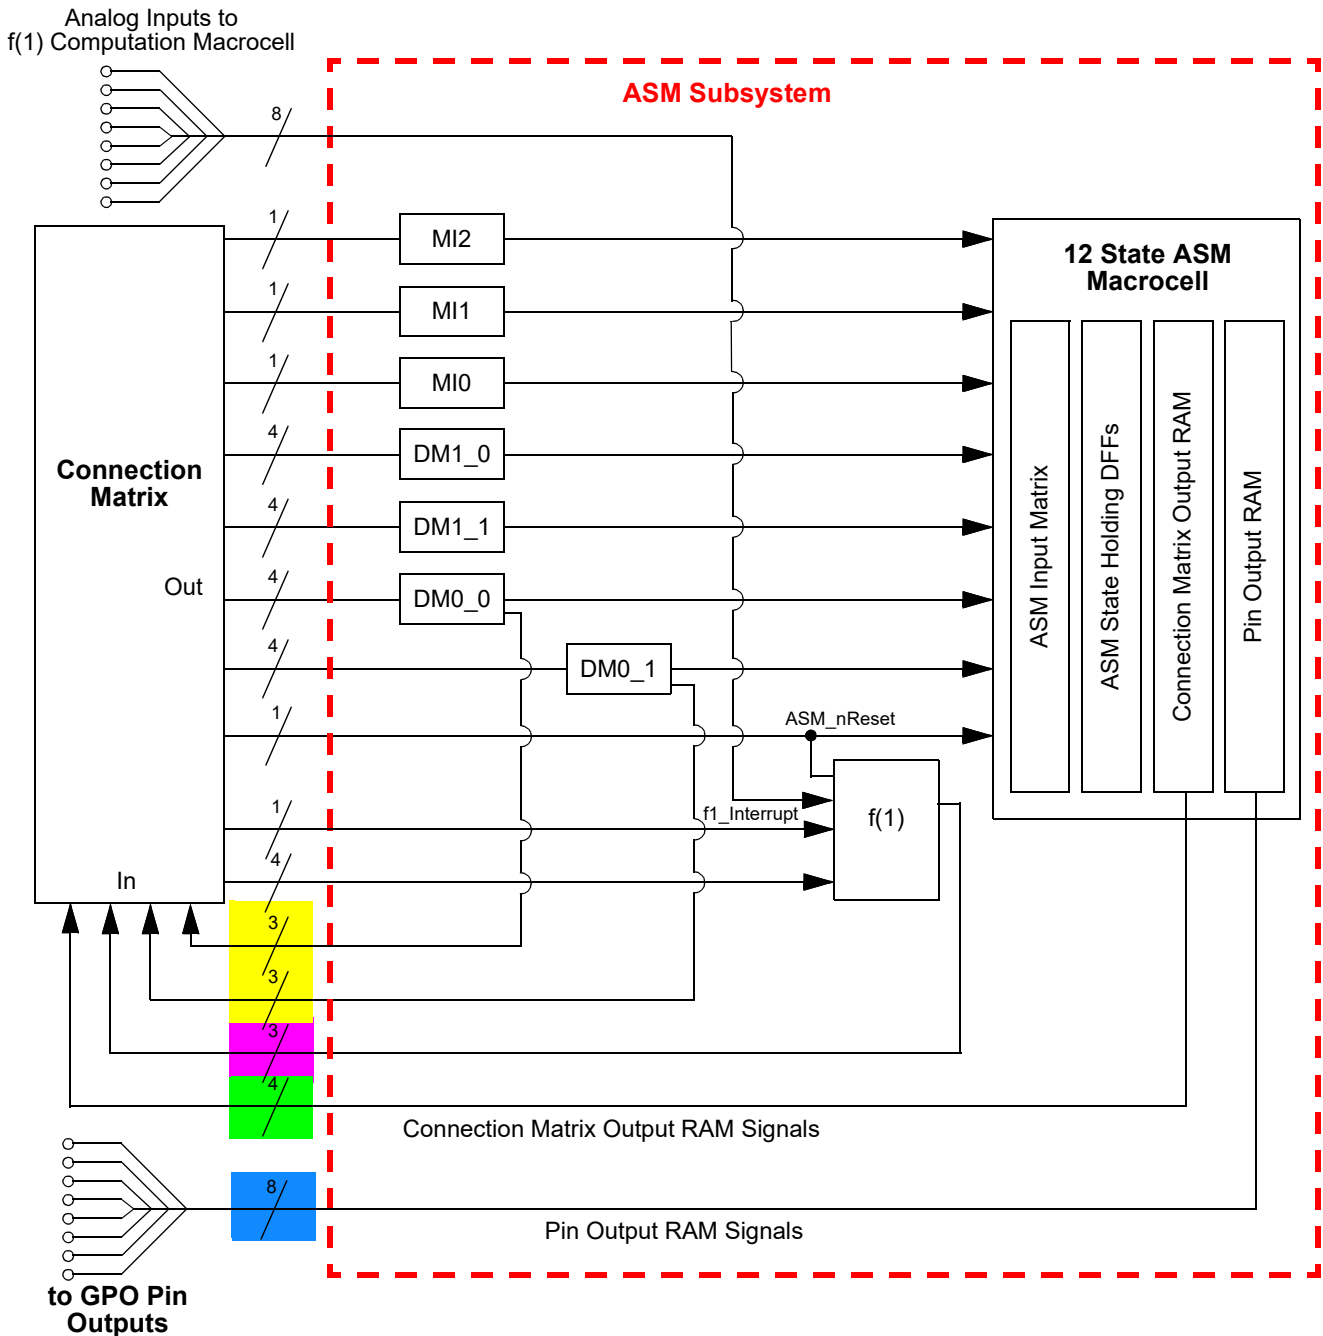 Analog Inputs to
f(1) Computation Macrocell
ASM Subsystem
8
1
MI2
12 State ASM
Macrocell
1
MI1
1
MI0
4
DM1_0
Connection
Matrix
4
DM1_1
Out
4
DM0_0
4
DM0_1
1
ASM_nReset
1
f1_Interrupt
f(1)
4
In
ASM Input Matrix
ASM State Holding DFFs
Connection Matrix Output RAM
Pin Output RAM
3
3
3
4
Connection Matrix Output RAM Signals
8
Pin Output RAM Signals
to GPO Pin
Outputs